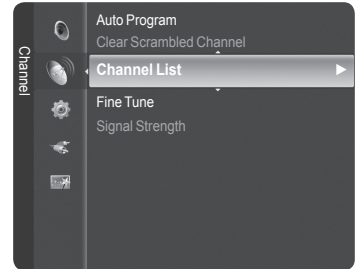 Channel
Auto Program
Clear Scrambled Channel
Channel List
Fine Tune
Signal Strength